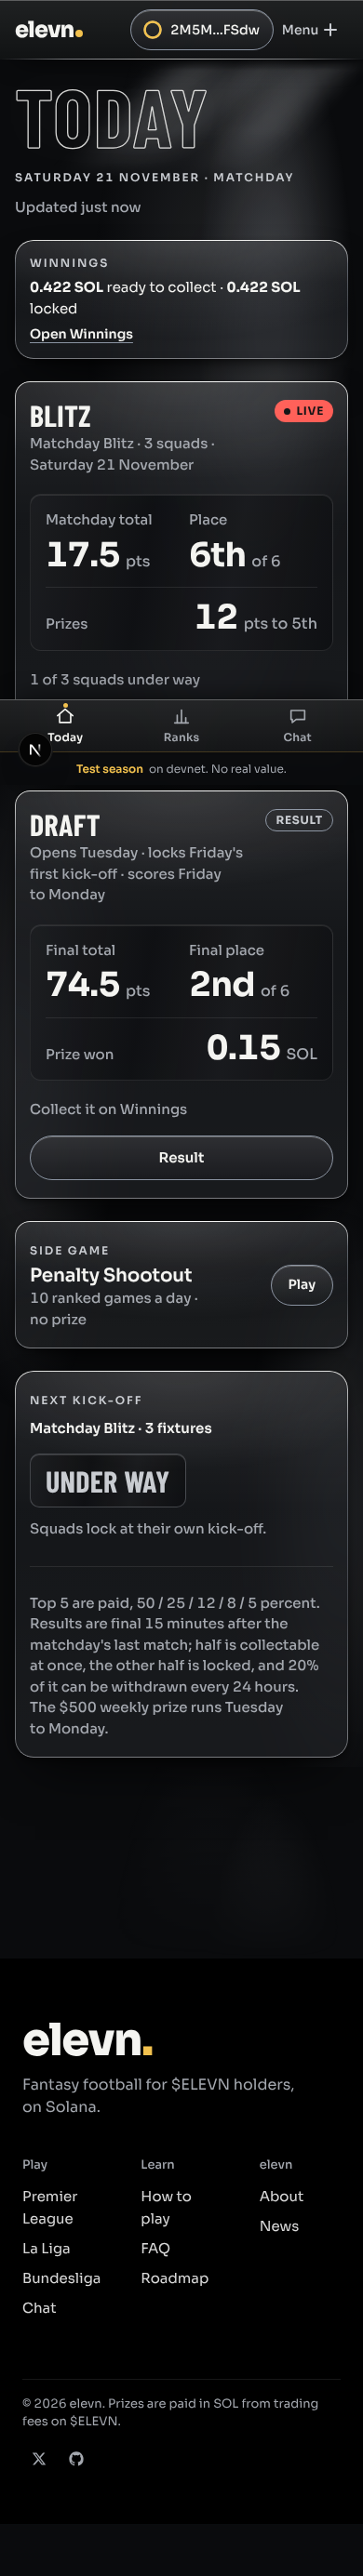 elevn.
2M5M...FSdw
Menu
TODAY
SATURDAY 21 NOVEMBER · MATCHDAY
Updated just now
WINNINGS
0.422 SOL ready to collect · 0.422 SOL
locked
Open Winnings
BLITZ
LIVE
Matchday Blitz · 3 squads ·
Saturday 21 November
Matchday total
Place
17.5 pts
6th of 6
Prizes
12 pts to 5th
1 of 3 squads under way
N
Today
Ranks
Chat
Test season on devnet. No real value.
DRAFT
RESULT
Opens Tuesday · locks Friday's
first kick-off · scores Friday
to Monday
Final total
Final place
74.5 pts
2nd of 6
Prize won
0.15 SOL
Collect it on Winnings
Result
SIDE GAME
Penalty Shootout
10 ranked games a day ·
no prize
Play
NEXT KICK-OFF
Matchday Blitz · 3 fixtures
UNDER WAY
Squads lock at their own kick-off.
Top 5 are paid, 50 / 25 / 12 / 8 / 5 percent.
Results are final 15 minutes after the
matchday's last match; half is collectable
at once, the other half is locked, and 20%
of it can be withdrawn every 24 hours.
The $500 weekly prize runs Tuesday
to Monday.
elevn.
Fantasy football for $ELEVN holders,
on Solana.
Play
Premier
League
La Liga
Bundesliga
Chat
Learn
How to
play
FAQ
Roadmap
elevn
About
News
© 2026 elevn. Prizes are paid in SOL from trading
fees on $ELEVN.